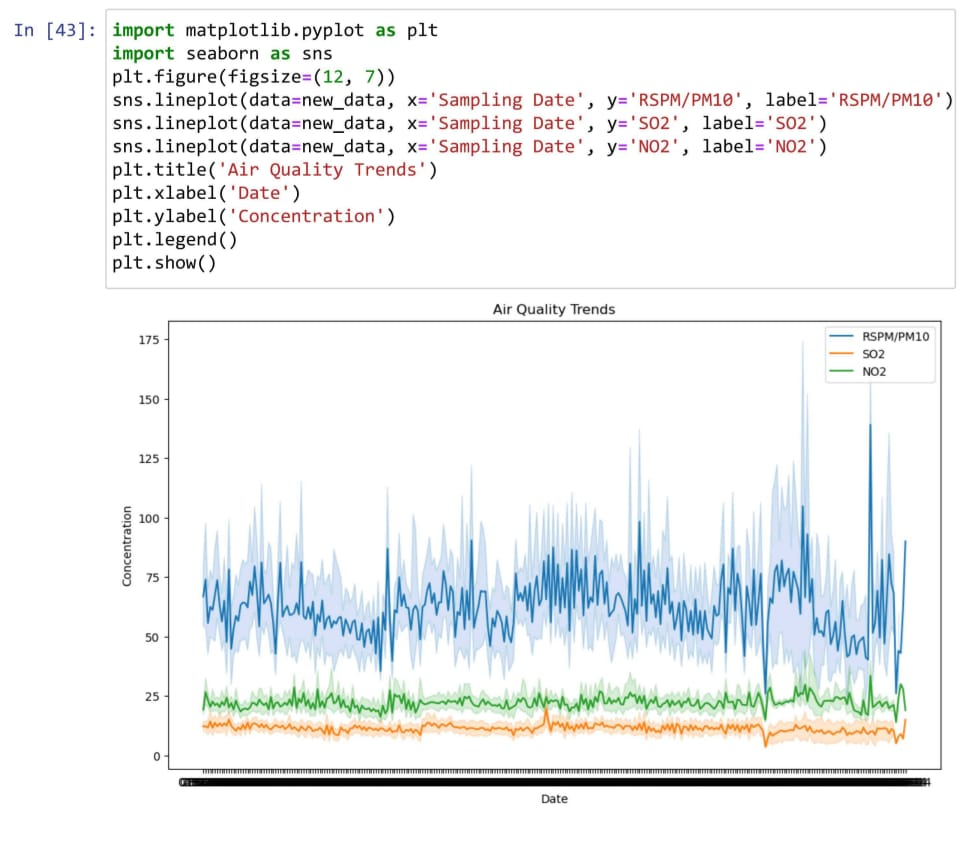 In [43]: import matplotlib.pyplot as plt
import seaborn as sns
plt.figure(figsize=(12, 7))
sns.lineplot(data=new_data, x='Sampling Date', y='RSPM/PM10', label='RSPM/PM10')
sns.lineplot(data=new_data, x='Sampling Date', y='SO2', label='SO2')
sns.lineplot(data=new_data, x='Sampling Date', y='NO2', label='NO2')
plt.title('Air Quality Trends')
plt.xlabel('Date')
plt.ylabel('Concentration')
plt.legend()
plt.show()
Air Quality Trends
RSPM/PM10
SO2
NO2
175
150
125
100
75
50
25
0
Concentration
Date